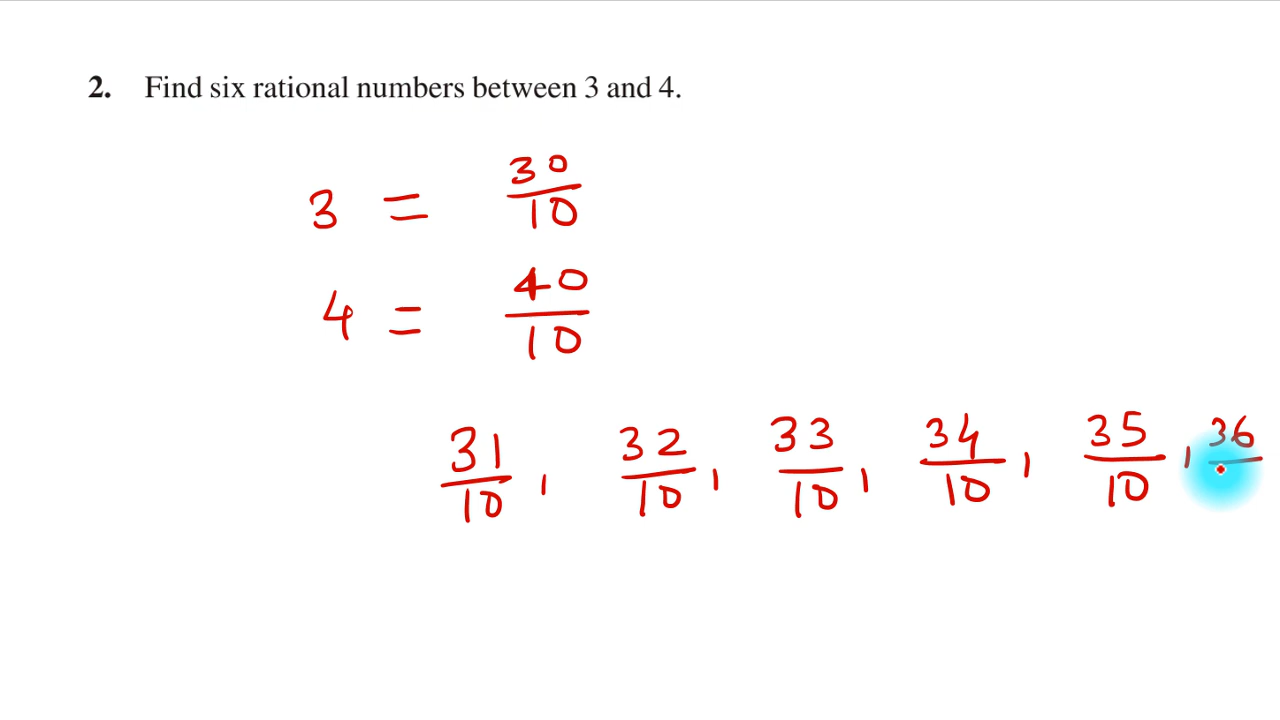 2. Find six rational numbers between 3 and 4.
3 = 30/10
4 = 40/10
31/10, 32/10, 33/10, 34/10, 35/10, 36/